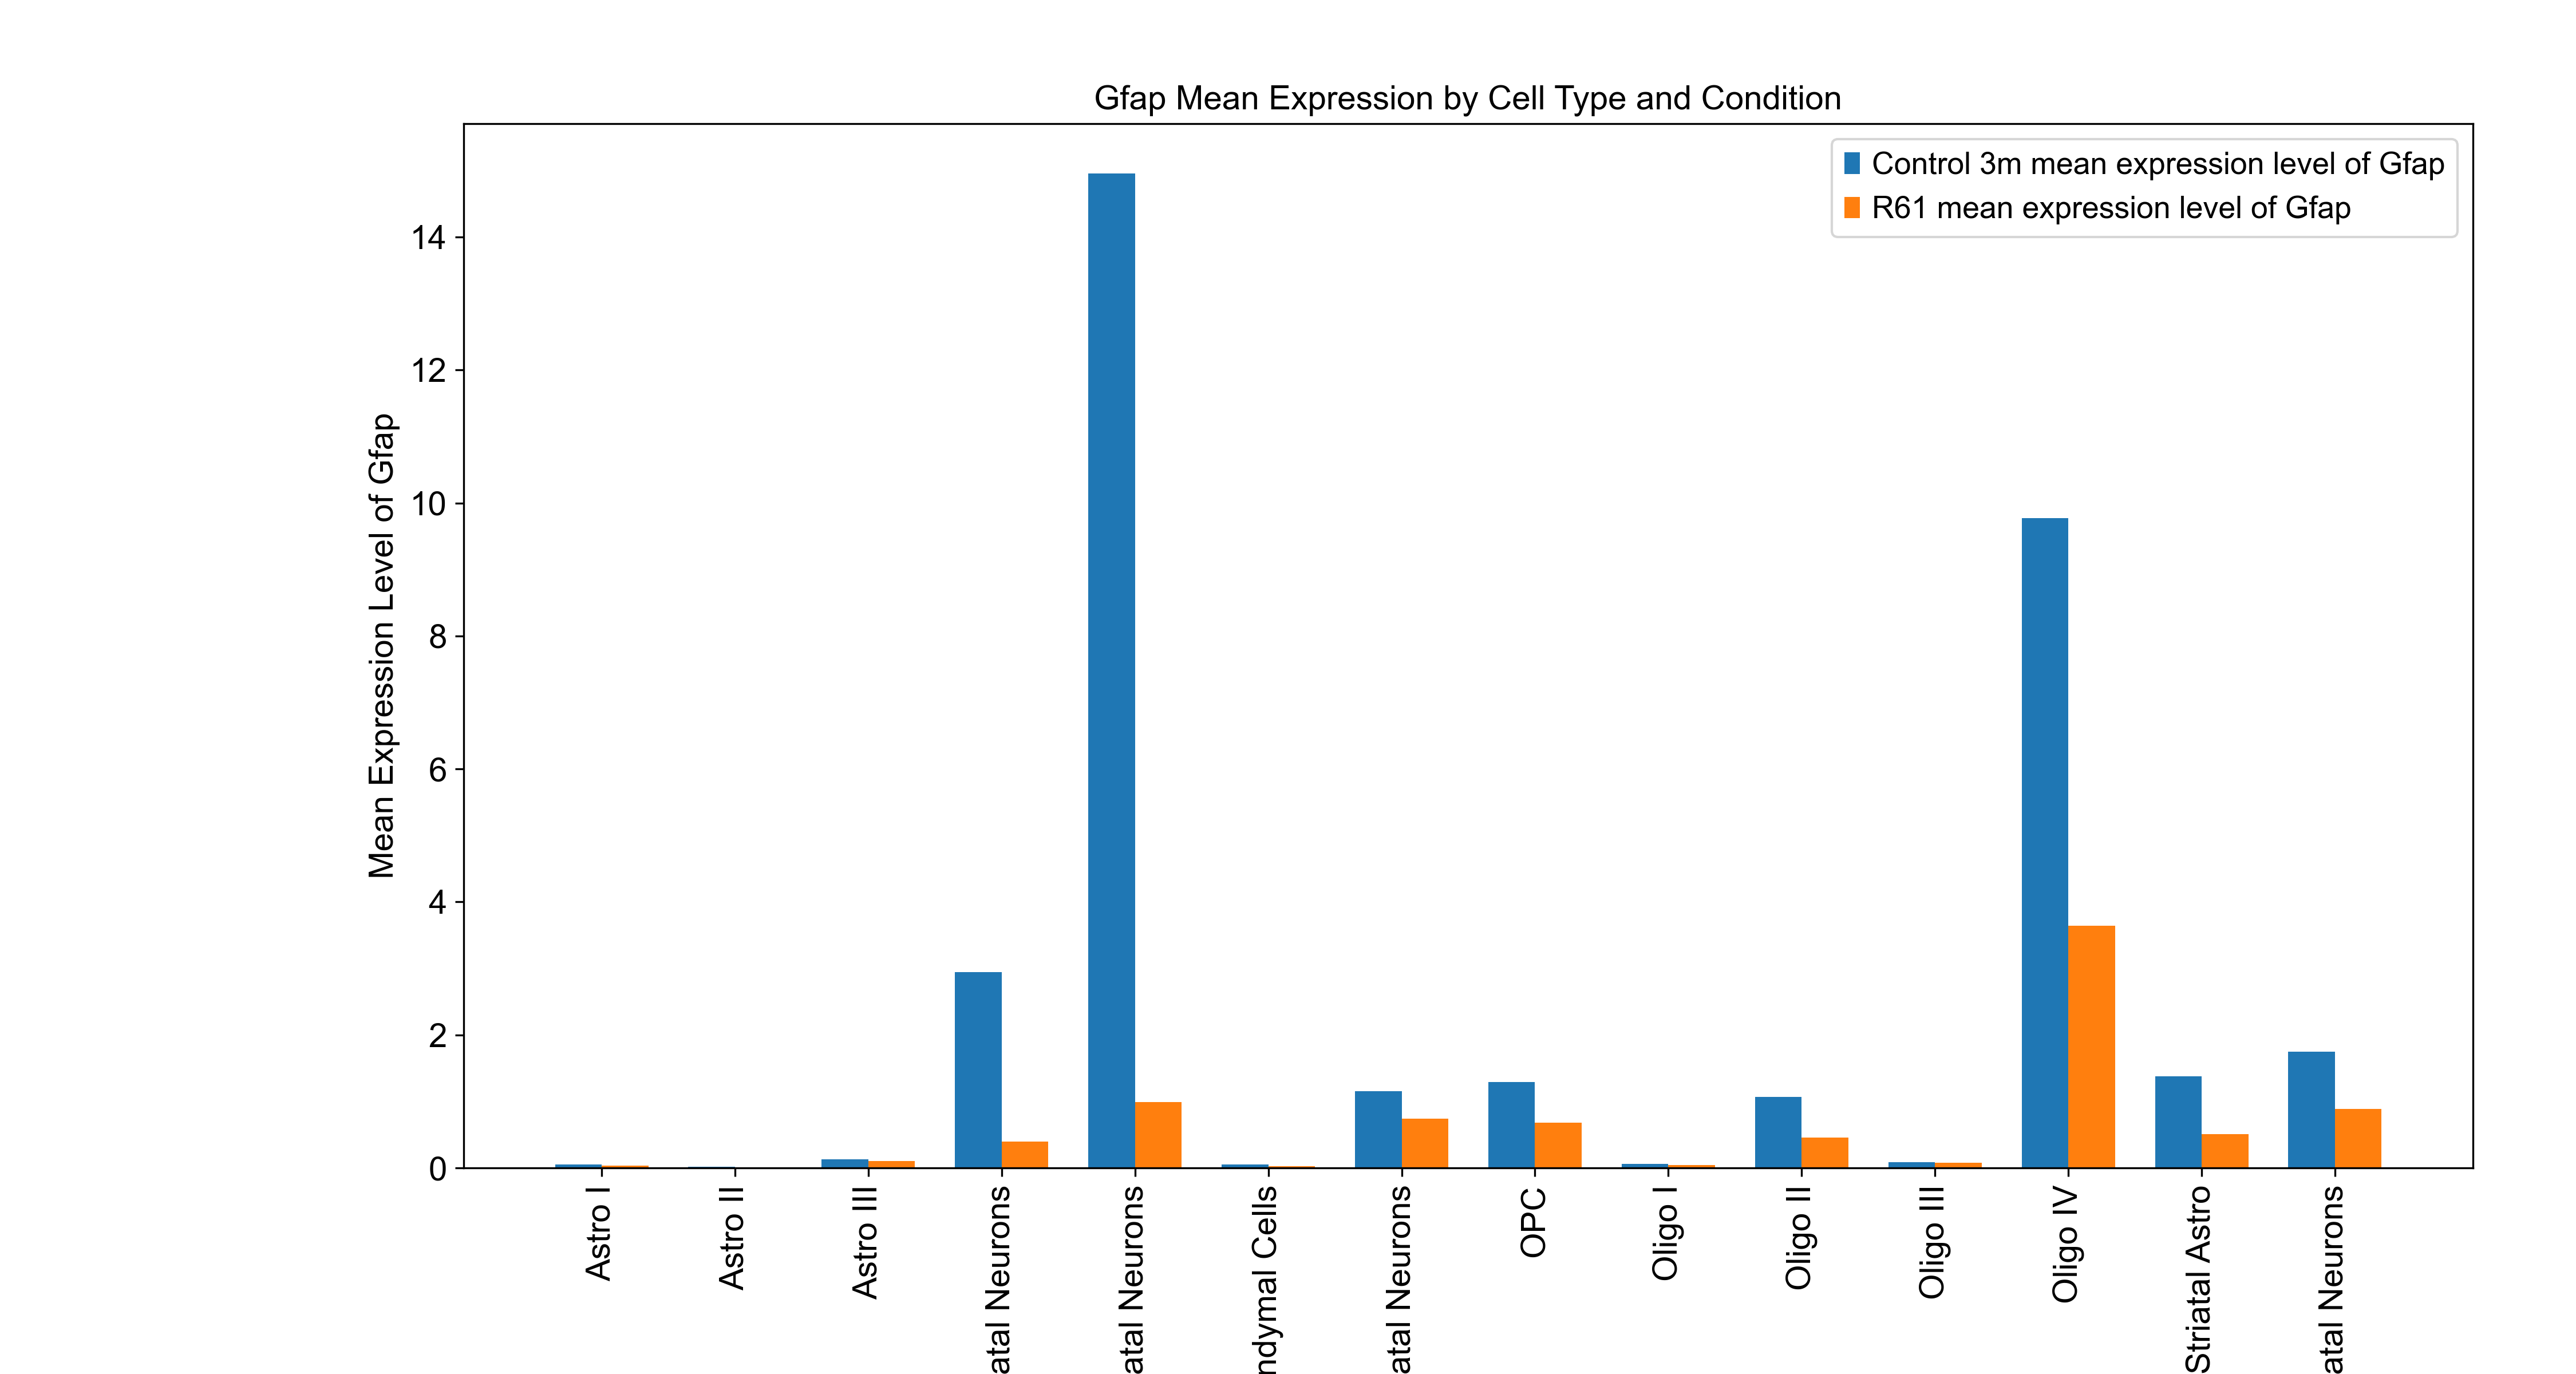 Gfap Mean Expression by Cell Type and Condition
Control 3m mean expression level of Gfap
R61 mean expression level of Gfap
Mean Expression Level of Gfap
14
12
10
8
6
4
2
0
Astro I
Astro II
Astro III
atal Neurons
atal Neurons
ndymal Cells
atal Neurons
OPC
Oligo I
Oligo II
Oligo III
Oligo IV
Striatal Astro
atal Neurons